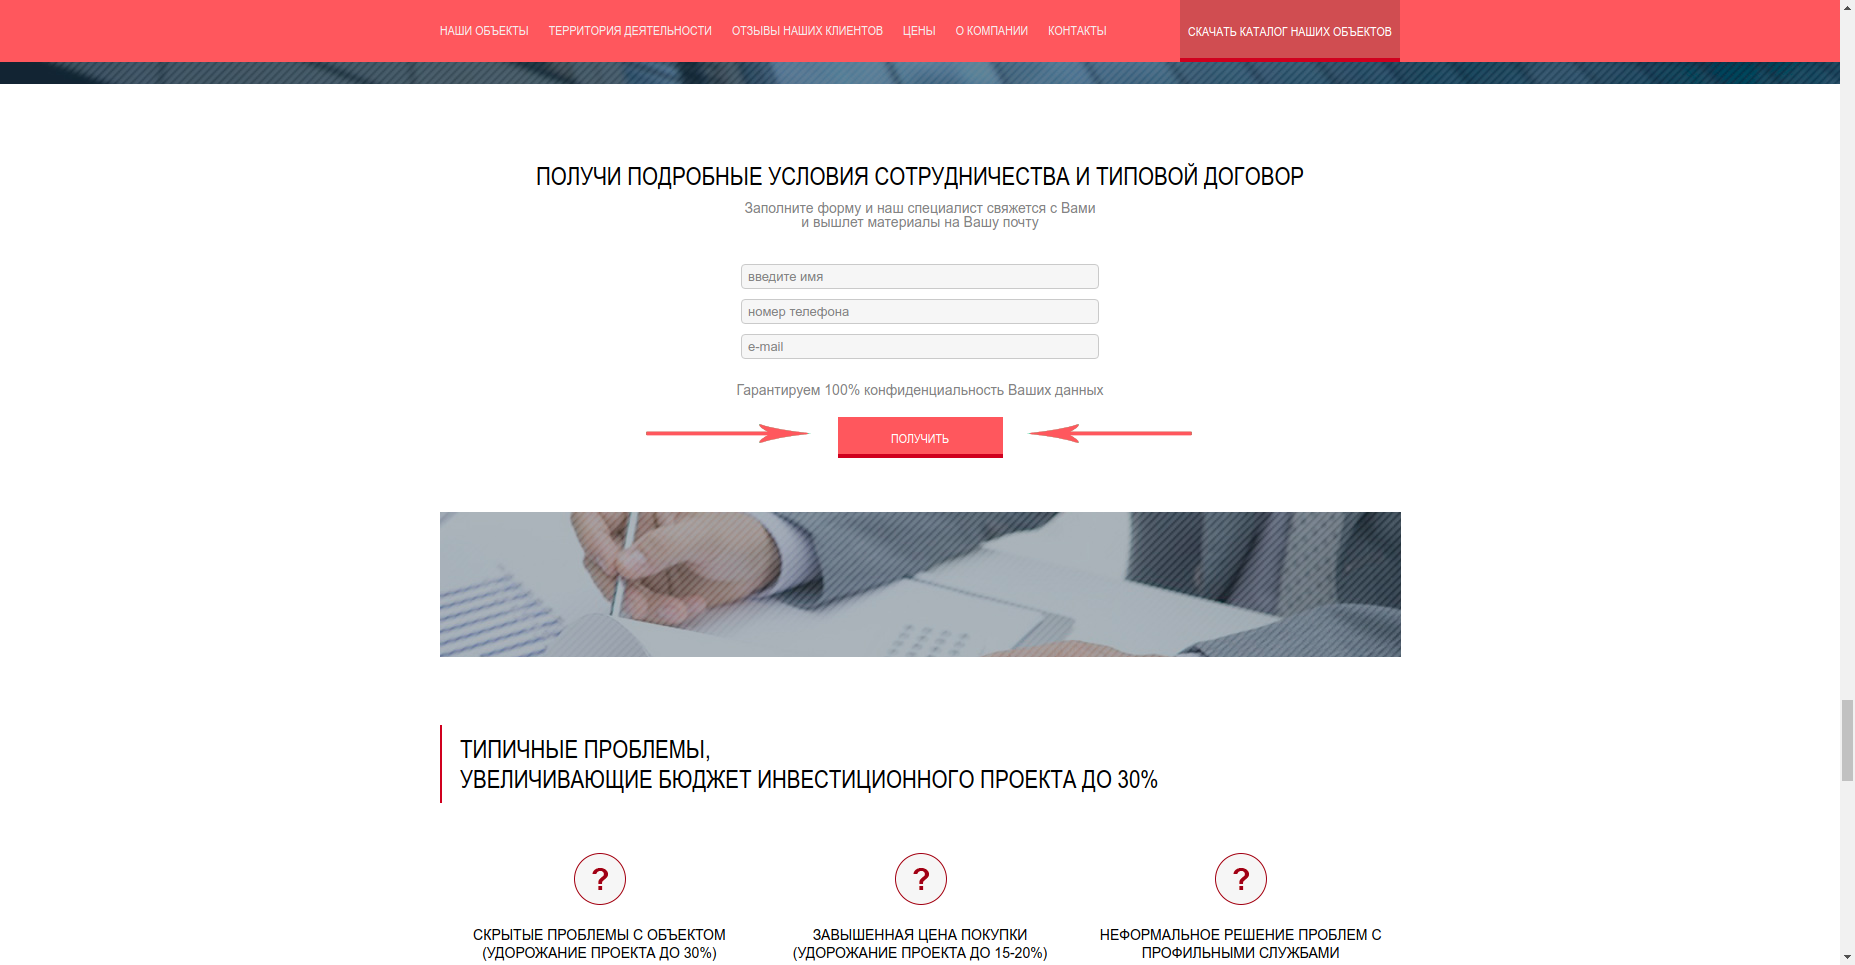 НАШИ ОБЪЕКТЫ ТЕРРИТОРИЯ ДЕЯТЕЛЬНОСТИ ОТЗЫВЫ НАШИХ КЛИЕНТОВ ЦЕНЫ О КОМПАНИИ КОНТАКТЫ СКАЧАТЬ КАТАЛОГ НАШИХ ОБЪЕКТОВ
ПОЛУЧИ ПОДРОБНЫЕ УСЛОВИЯ СОТРУДНИЧЕСТВА И ТИПОВОЙ ДОГОВОР
Заполните форму и наш специалист свяжется с Вами
и вышлет материалы на Вашу почту
введите имя
номер телефона
e-mail
Гарантируем 100% конфиденциальность Ваших данных
ПОЛУЧИТЬ
ТИПИЧНЫЕ ПРОБЛЕМЫ,
УВЕЛИЧИВАЮЩИЕ БЮДЖЕТ ИНВЕСТИЦИОННОГО ПРОЕКТА ДО 30%
? ? ?
СКРЫТЫЕ ПРОБЛЕМЫ С ОБЪЕКТОМ
(УДОРОЖАНИЕ ПРОЕКТА ДО 30%)
ЗАВЫШЕННАЯ ЦЕНА ПОКУПКИ
(УДОРОЖАНИЕ ПРОЕКТА ДО 15-20%)
НЕФОРМАЛЬНОЕ РЕШЕНИЕ ПРОБЛЕМ С
ПРОФИЛЬНЫМИ СЛУЖБАМИ